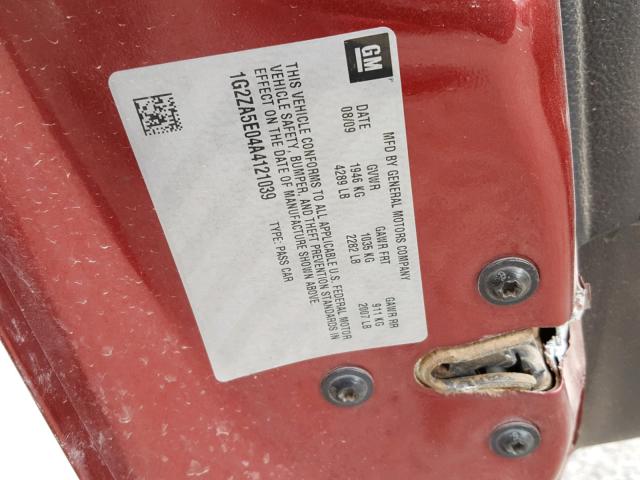 GM
MFD BY GENERAL MOTORS COMPANY
DATE GVWR GAWR FRT GAWR RR
08/09 1946 KG 1035 KG 911 KG
4289 LB 2282 LB 2007 LB
THIS VEHICLE CONFORMS TO ALL APPLICABLE U.S. FEDERAL MOTOR
VEHICLE SAFETY, BUMPER, AND THEFT PREVENTION STANDARDS IN
EFFECT ON THE DATE OF MANUFACTURE SHOWN ABOVE.
1G2ZA5E04A4121039 TYPE: PASS CAR